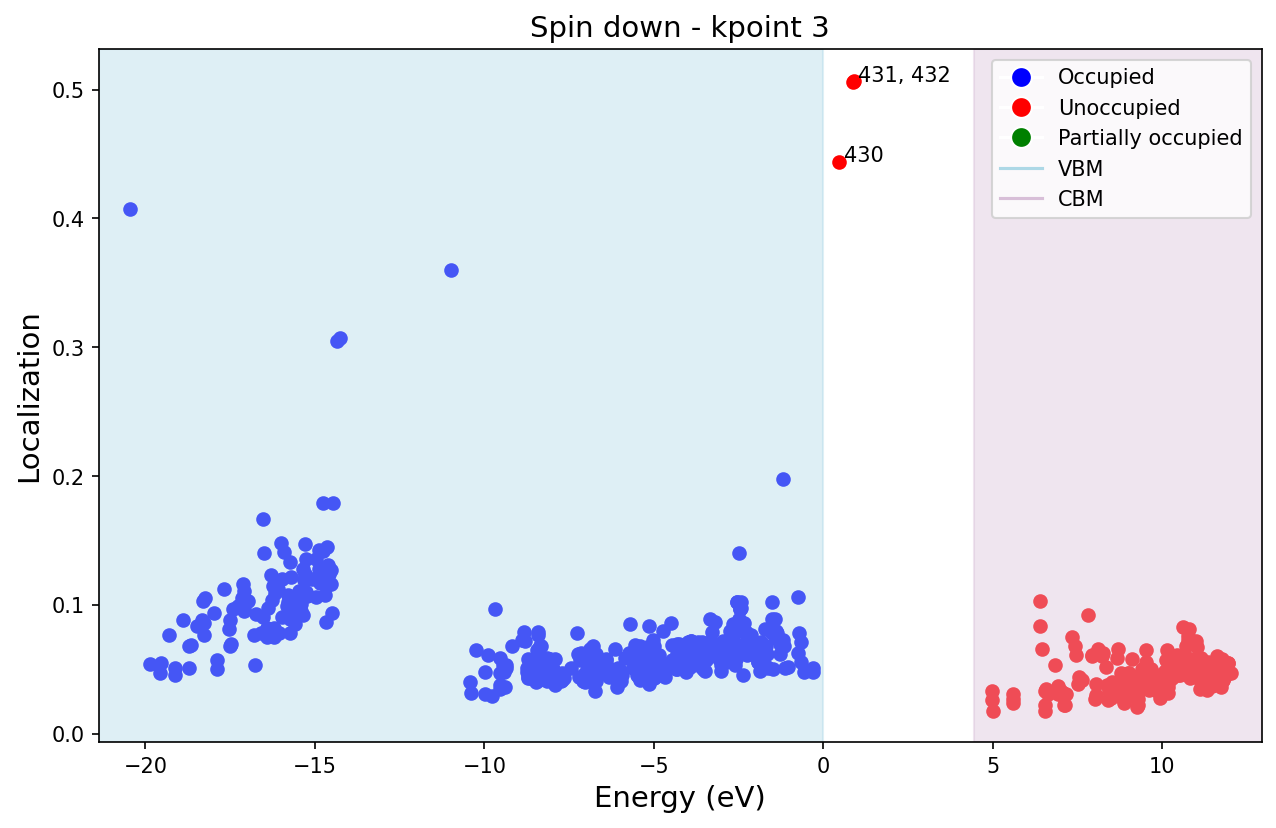 Spin down - kpoint 3
431, 432
430
Occupied
Unoccupied
Partially occupied
VBM
CBM
Localization
0.5
0.4
0.3
0.2
0.1
0.0
−20
−15
−10
−5
0
5
10
Energy (eV)